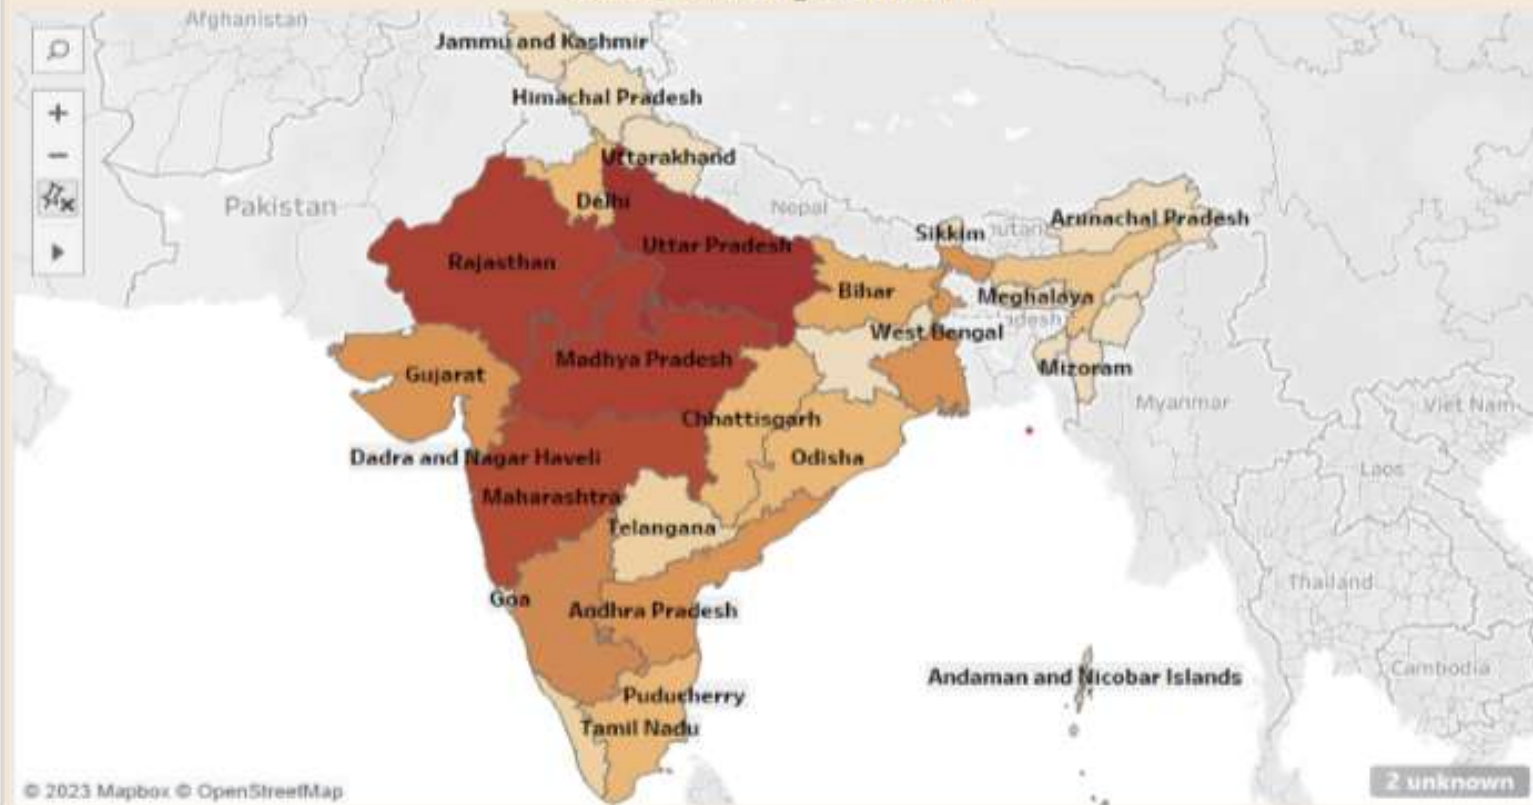 Afghanistan
Jammu and Kashmir
Himachal Pradesh
Uttarakhand
Pakistan
Delhi
Nepal
Arunachal Pradesh
Sikkim
utan
Uttar Pradesh
Rajasthan
Bihar
Meghalaya
adesh
West Bengal
Madhya Pradesh
Mizoram
Gujarat
Myanmar
Viet Nam
Chhattisgarh
Dadra and Nagar Haveli
Odisha
Laos
Maharashtra
Telangana
Thailand
Goa
Andhra Pradesh
Cambodia
Andaman and Nicobar Islands
Puducherry
Tamil Nadu
2 unknown
© 2023 Mapbox © OpenStreetMap